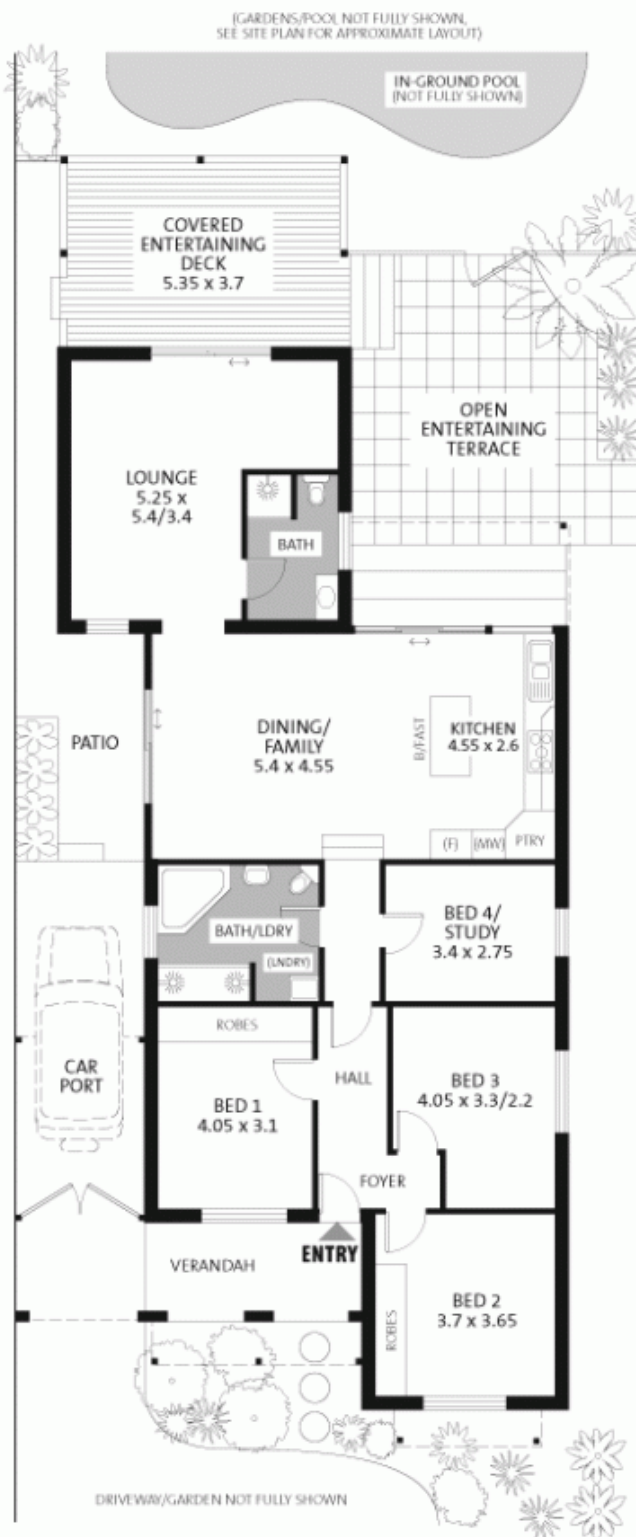 (GARDENS/POOL NOT FULLY SHOWN,
SEE SITE PLAN FOR APPROXIMATE LAYOUT)
IN-GROUND POOL
(NOT FULLY SHOWN)
COVERED
ENTERTAINING
DECK
5.35 x 3.7
OPEN
ENTERTAINING
TERRACE
LOUNGE
5.25 x
5.4/3.4
BATH
PATIO
DINING/
FAMILY
5.4 x 4.55
B/FAST
KITCHEN
4.55 x 2.6
(F)
(MW)
PTRY
BATH/LDRY
(LNDRY)
BED 4/
STUDY
3.4 x 2.75
CAR
PORT
ROBES
BED 1
4.05 x 3.1
HALL
BED 3
4.05 x 3.3/2.2
FOYER
ENTRY
VERANDAH
ROBES
BED 2
3.7 x 3.65
DRIVEWAY/GARDEN NOT FULLY SHOWN